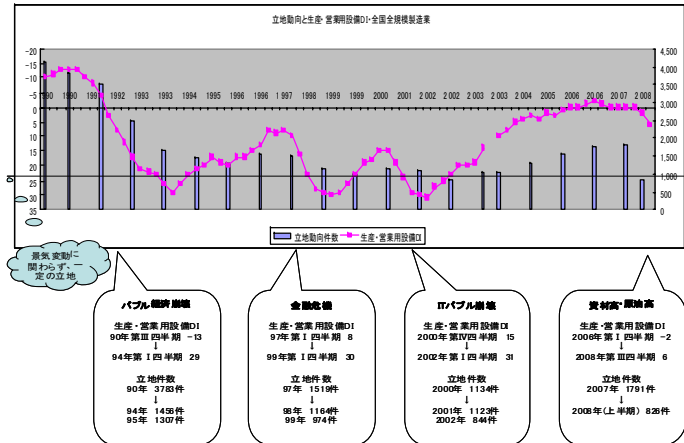 立地動向と生産・営業用設備DI・全国全規模製造業
-20
-15
-10
-5
0
5
10
15
20
25
30
35
DI
4,500
4,000
3,500
3,000
2,500
2,000
1,500
1,000
500
0
1990 1990 1991 1992 1993 1994 1995 1996 1997 1998 1999 2000 2000 2001 2002 2003 2004 2005 2006 2006 2007 2008
立地動向件数 生産・営業用設備DI
景気変動に
関わらず、一
定の立地
バブル経済崩壊
生産・営業用設備DI
90年第Ⅲ四半期 -13
↓
94年第Ⅰ四半期 29
立地件数
90年 3783件
↓
94年 1456件
95年 1307件
金融危機
生産・営業用設備DI
97年第Ⅰ四半期 8
↓
99年第Ⅰ四半期 30
立地件数
97年 1519件
↓
98年 1164件
99年 974件
ITバブル崩壊
生産・営業用設備DI
2000年第Ⅳ四半期 15
↓
2002年第Ⅰ四半期 31
立地件数
2000年 1134件
↓
2001年 1123件
2002年 844件
資材高・原油高
生産・営業用設備DI
2006年第Ⅰ四半期 -2
↓
2008年第Ⅲ四半期 6
立地件数
2007年 1791件
↓
2008年(上半期) 826件